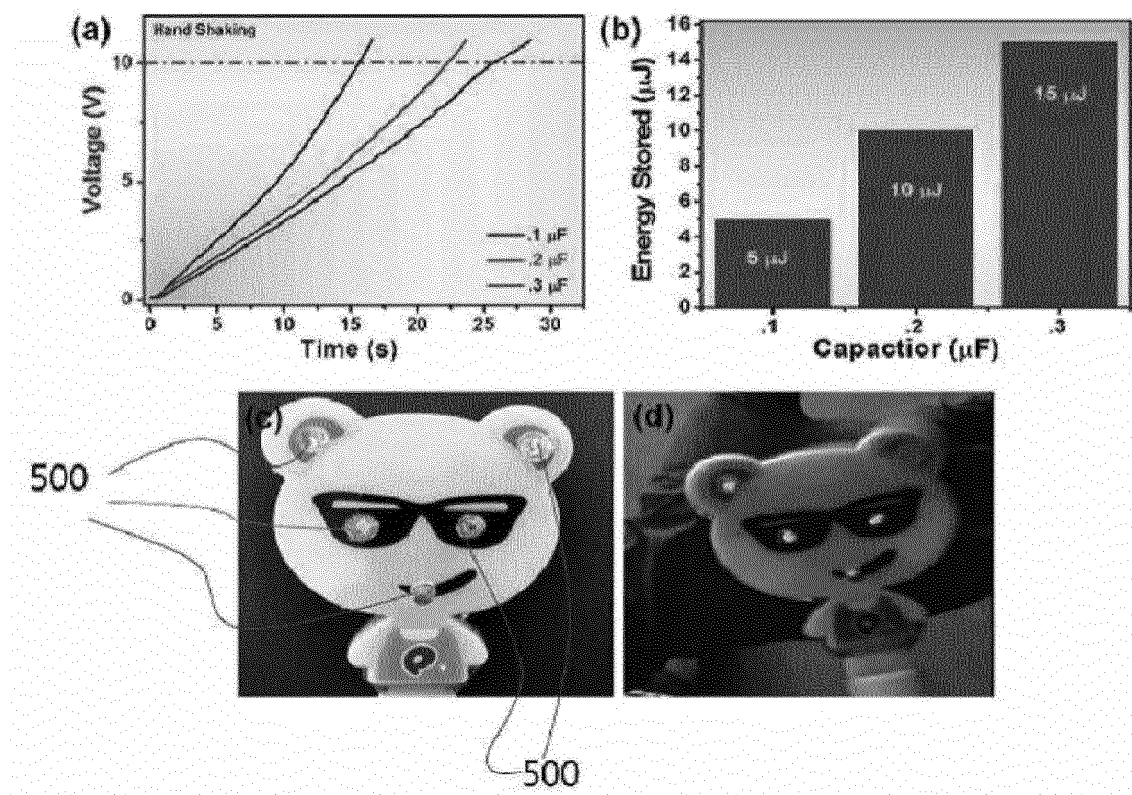 (a)
Hand Shaking
10
5
0
Voltage (V)
0 5 10 15 20 25 30
Time (s)
.1 μF
.2 μF
.3 μF
(b)
16
14
12
10
8
6
4
2
0
Energy Stored (μJ)
5 μJ
10 μJ
15 μJ
.1 .2 .3
Capactior (μF)
(c)
(d)
500
500